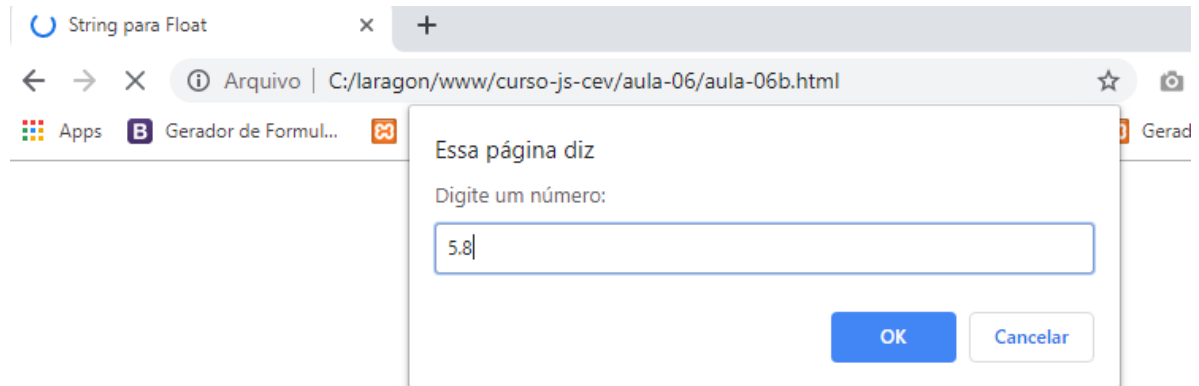 String para Float
Arquivo | C:/laragon/www/curso-js-cev/aula-06/aula-06b.html
Apps B Gerador de Formul... Gerad
Essa página diz
Digite um número:
5.8
OK Cancelar